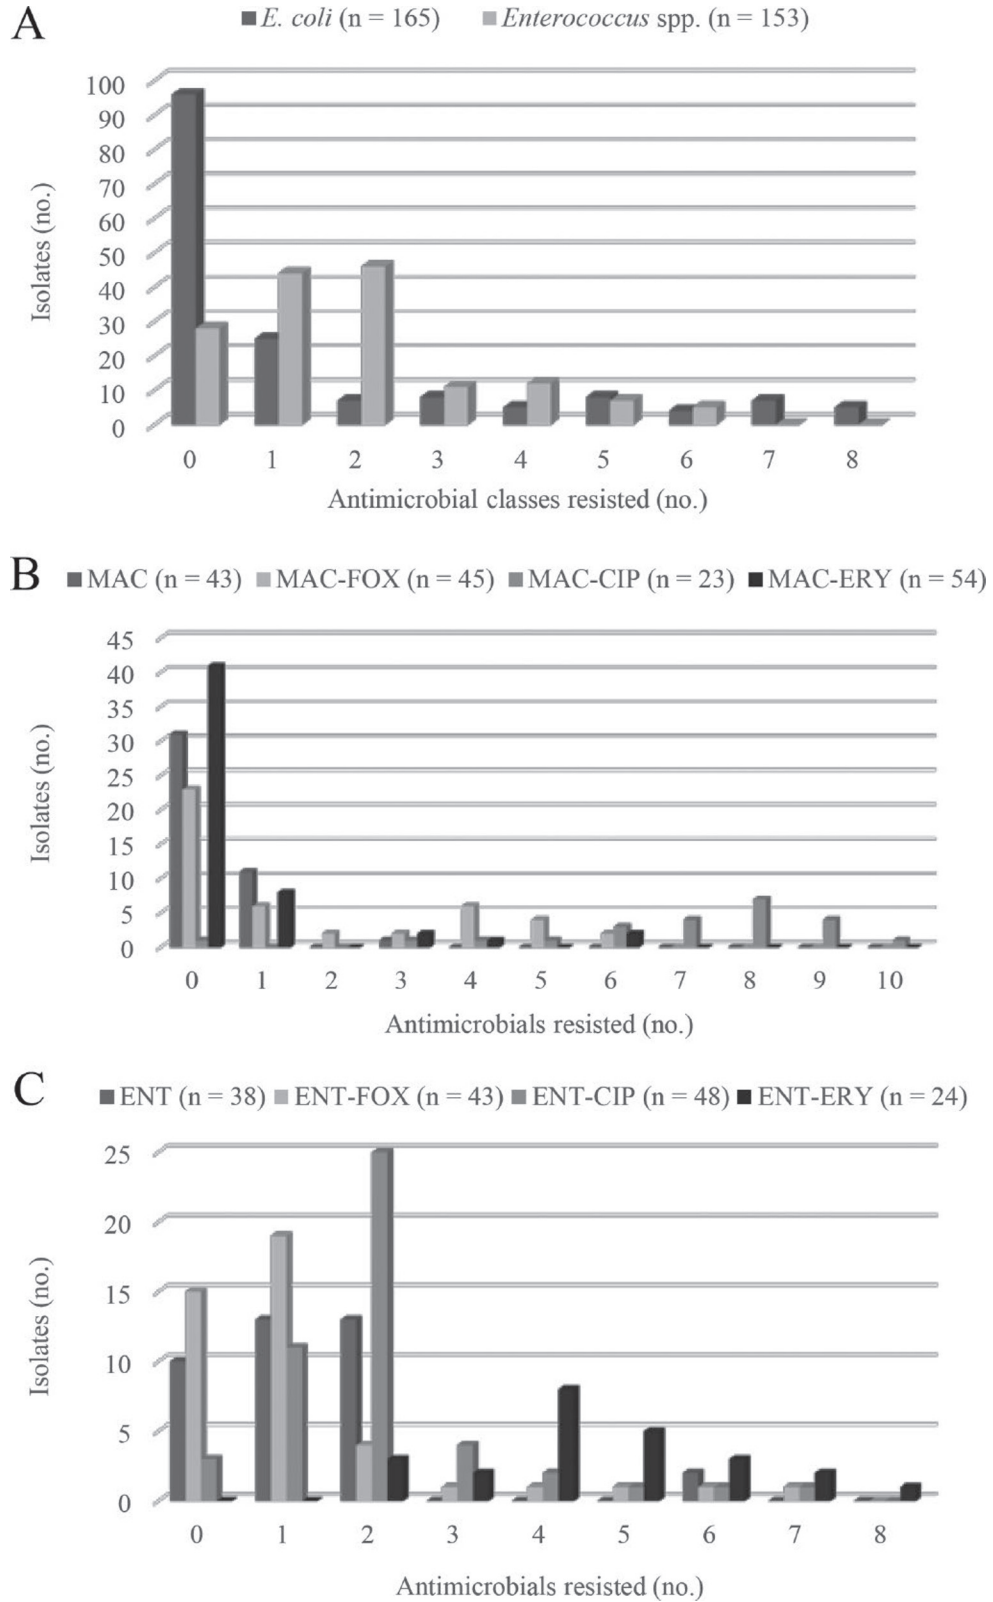 A
E. coli (n = 165) Enterococcus spp. (n = 153)
100
90
80
70
60
50
40
30
20
10
0
Isolates (no.)
0 1 2 3 4 5 6 7 8
Antimicrobial classes resisted (no.)
B
MAC (n = 43) MAC-FOX (n = 45) MAC-CIP (n = 23) MAC-ERY (n = 54)
45
40
35
30
25
20
15
10
5
0
Isolates (no.)
0 1 2 3 4 5 6 7 8 9 10
Antimicrobials resisted (no.)
C
ENT (n = 38) ENT-FOX (n = 43) ENT-CIP (n = 48) ENT-ERY (n = 24)
25
20
15
10
5
0
Isolates (no.)
0 1 2 3 4 5 6 7 8
Antimicrobials resisted (no.)